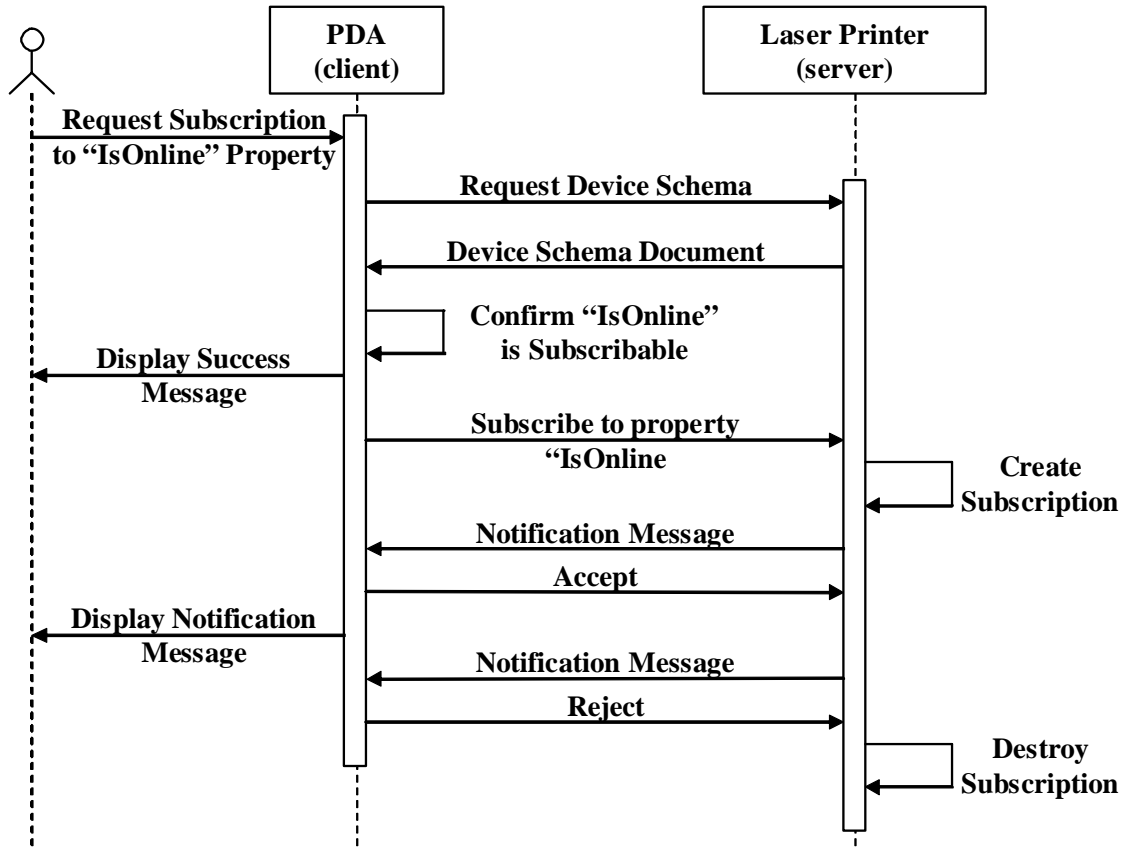 PDA
(client)
Laser Printer
(server)
Request Subscription
to “IsOnline” Property
Request Device Schema
Device Schema Document
Confirm “IsOnline”
is Subscribable
Display Success
Message
Subscribe to property
“IsOnline
Create
Subscription
Notification Message
Accept
Display Notification
Message
Notification Message
Reject
Destroy
Subscription